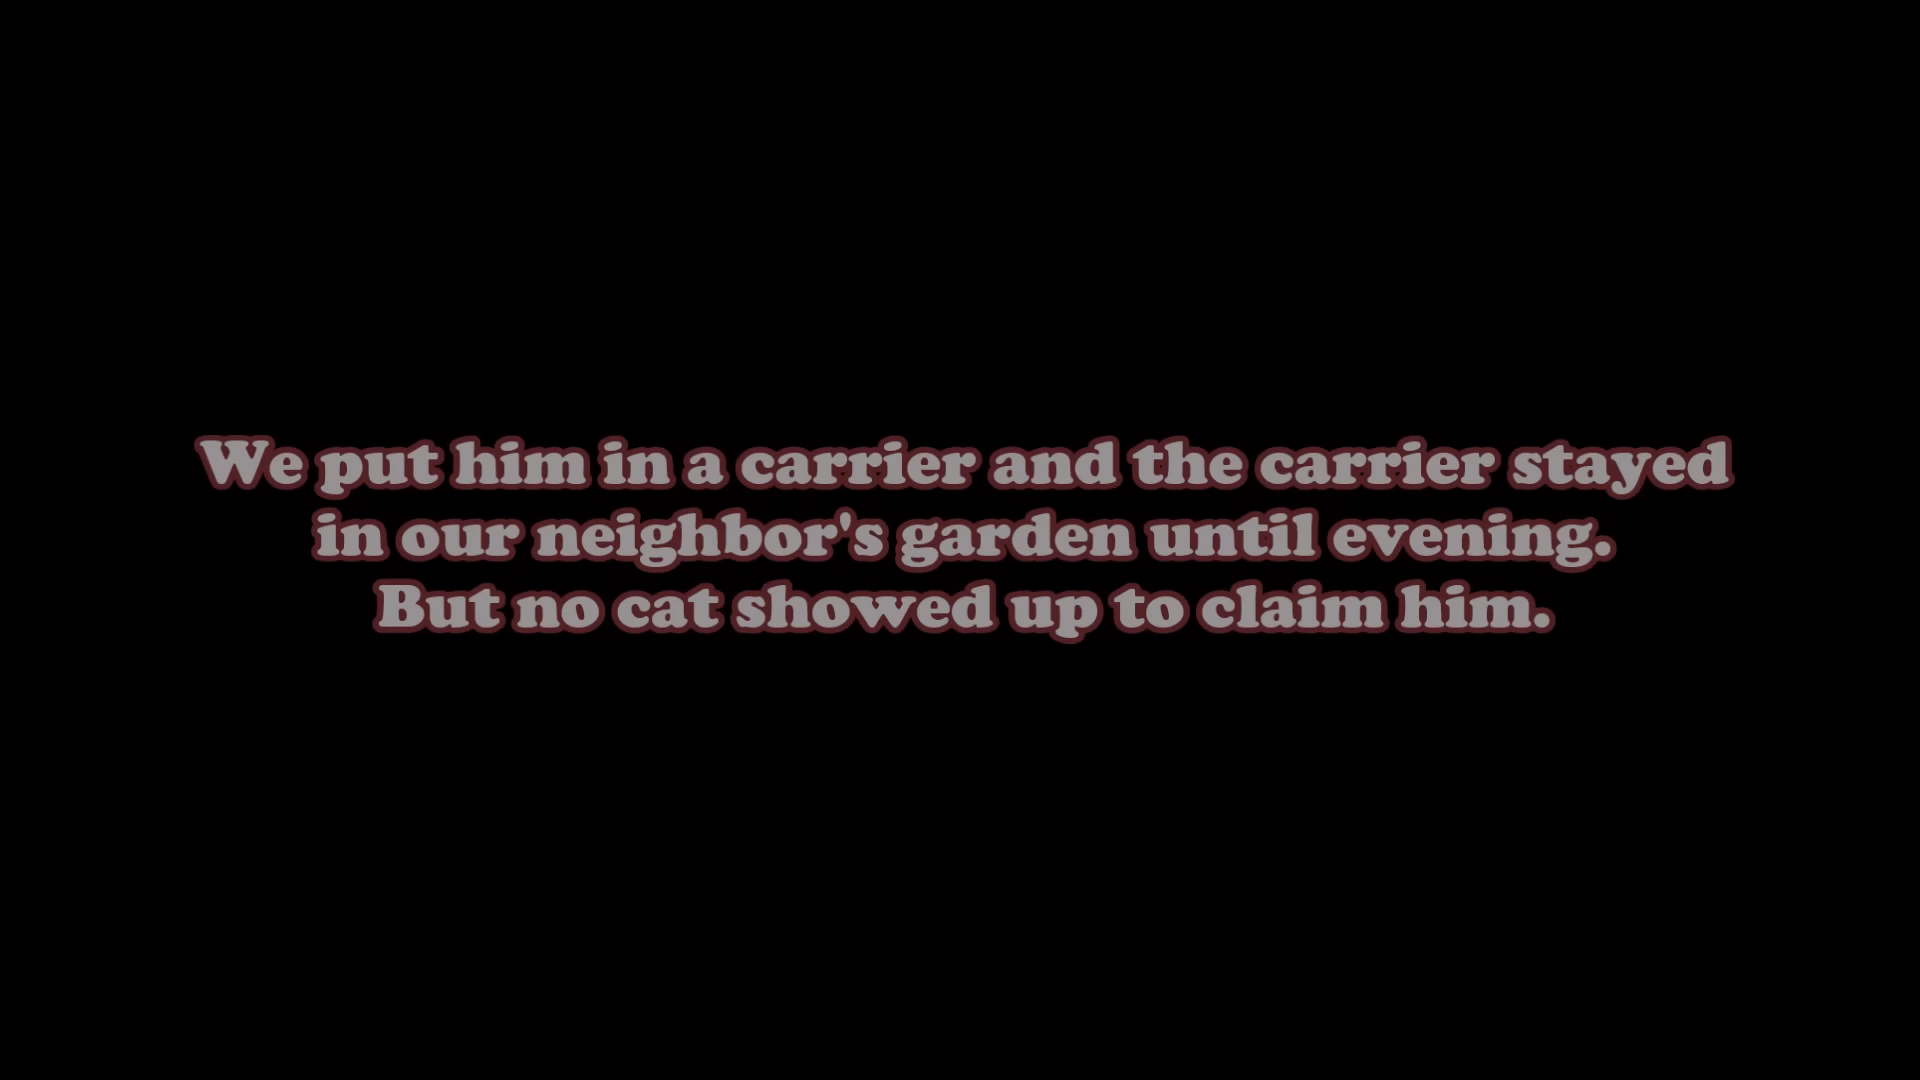 We put him in a carrier and the carrier stayed
in our neighbor's garden until evening.
But no cat showed up to claim him.